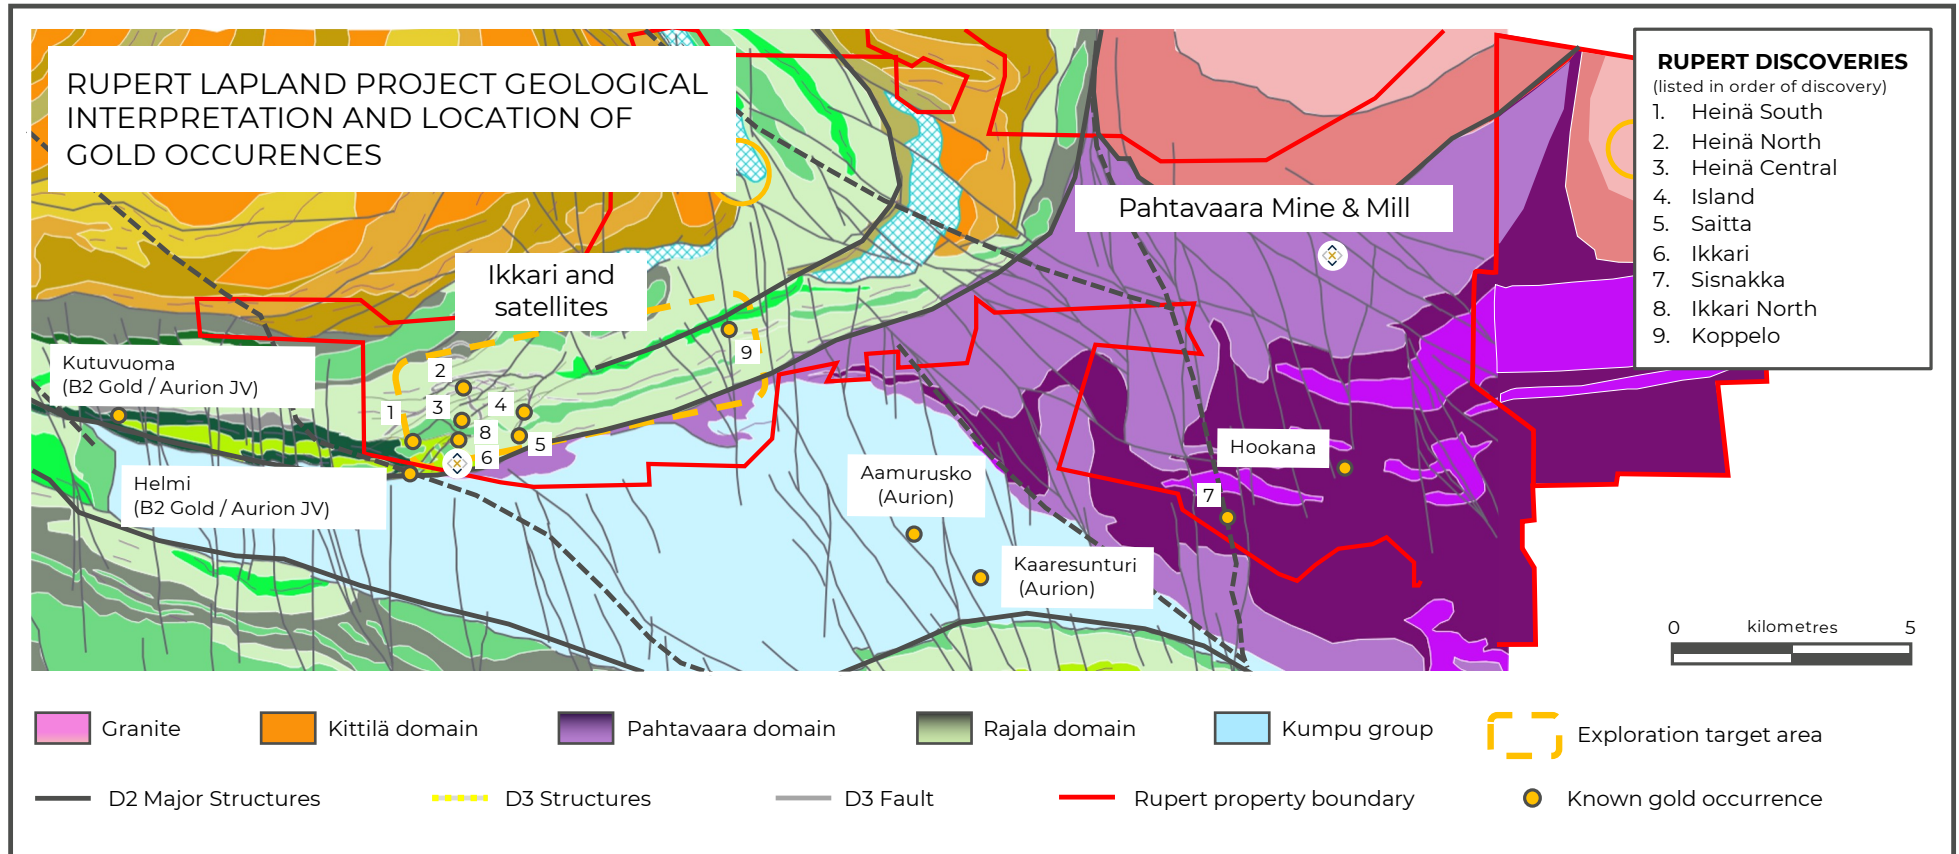 RUPERT LAPLAND PROJECT GEOLOGICAL
INTERPRETATION AND LOCATION OF
GOLD OCCURENCES
RUPERT DISCOVERIES
(listed in order of discovery)
1. Heinä South
2. Heinä North
3. Heinä Central
4. Island
5. Saitta
6. Ikkari
7. Sisnakka
8. Ikkari North
9. Koppelo
Pahtavaara Mine & Mill
Ikkari and
satellites
Kutuvuoma
(B2 Gold / Aurion JV)
9
2
1
3
4
8
5
6
Helmi
(B2 Gold / Aurion JV)
Hookana
Aamurusko
(Aurion)
7
Kaaresunturi
(Aurion)
0 kilometres 5
Granite
Kittilä domain
Pahtavaara domain
Rajala domain
Kumpu group
Exploration target area
D2 Major Structures
D3 Structures
D3 Fault
Rupert property boundary
Known gold occurrence